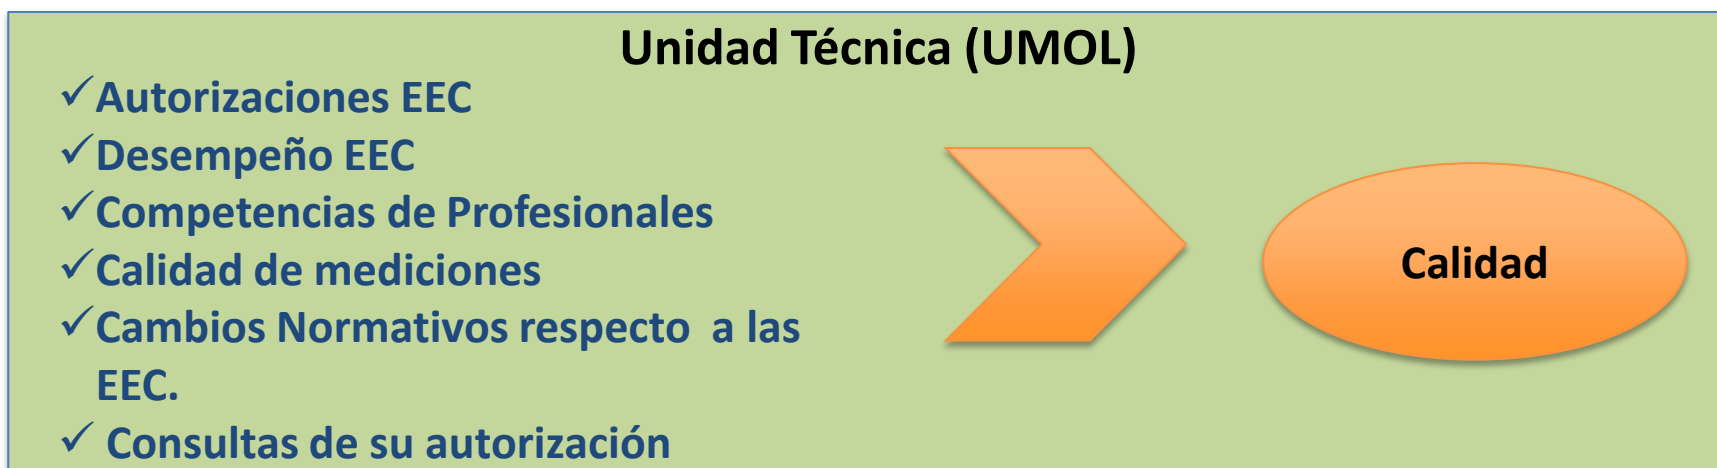 Unidad Técnica (UMOL)
✓Autorizaciones EEC
✓Desempeño EEC
✓Competencias de Profesionales
✓Calidad de mediciones
✓Cambios Normativos respecto  a las
EEC.
✓ Consultas de su autorización
Calidad